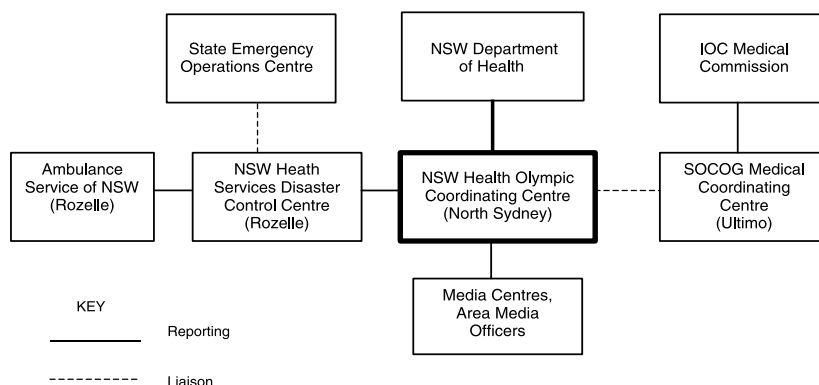 State Emergency
Operations Centre
NSW Department
of Health
IOC Medical
Commission
Ambulance
Service of NSW
(Rozelle)
NSW Heath
Services Disaster
Control Centre
(Rozelle)
NSW Health Olympic
Coordinating Centre
(North Sydney)
SOCOG Medical
Coordinating
Centre
(Ultimo)
Media Centres,
Area Media
Officers
KEY
Reporting
Liaison